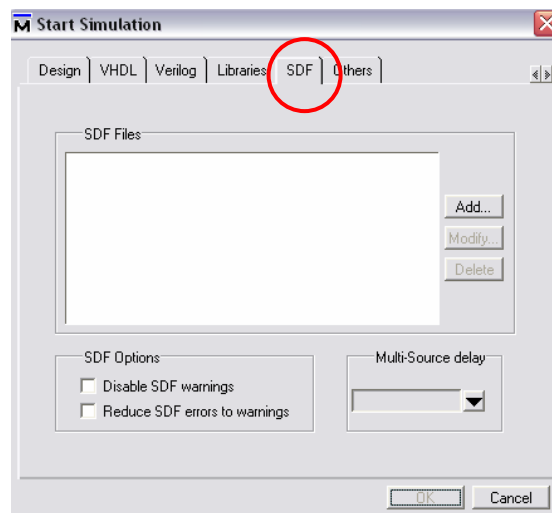 M Start Simulation
Design VHDL Verilog Libraries SDF Others
SDF Files
Add...
Modify...
Delete
SDF Options Multi-Source delay
Disable SDF warnings
Reduce SDF errors to warnings
OK Cancel